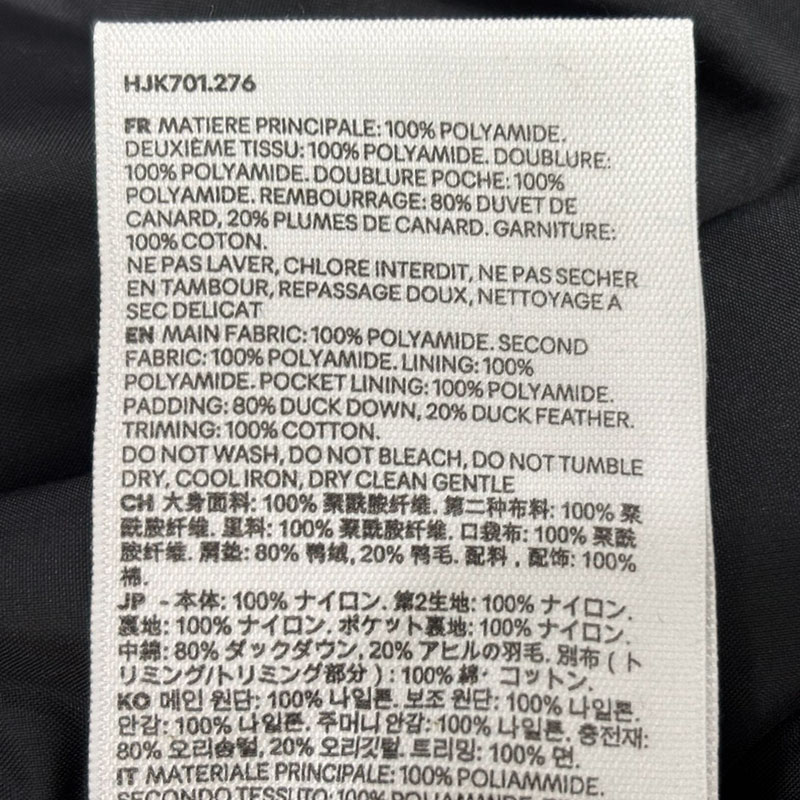 HJK701.276
FR MATIERE PRINCIPALE: 100% POLYAMIDE.
DEUXIÈME TISSU: 100% POLYAMIDE. DOUBLURE:
100% POLYAMIDE. DOUBLURE POCHE: 100%
POLYAMIDE. REMBOURRAGE: 80% DUVET DE
CANARD, 20% PLUMES DE CANARD. GARNITURE:
100% COTON.
NE PAS LAVER, CHLORE INTERDIT, NE PAS SECHER
EN TAMBOUR, REPASSAGE DOUX, NETTOYAGE A
SEC DELICAT
EN MAIN FABRIC: 100% POLYAMIDE. SECOND
FABRIC: 100% POLYAMIDE. LINING: 100%
POLYAMIDE. POCKET LINING: 100% POLYAMIDE.
PADDING: 80% DUCK DOWN, 20% DUCK FEATHER.
TRIMING: 100% COTTON.
DO NOT WASH, DO NOT BLEACH, DO NOT TUMBLE
DRY, COOL IRON, DRY CLEAN GENTLE
CH 大身面料: 100% 聚酰胺纤维. 第二种布料: 100% 聚
酰胺纤维. 里料: 100% 聚酰胺纤维. 口袋布: 100% 聚酰
胺纤维. 肩垫: 80% 鸭绒, 20% 鸭毛. 配料 , 配饰: 100%
棉.
JP - 本体: 100% ナイロン. 第2生地: 100% ナイロン.
裏地: 100% ナイロン. ポケット裏地: 100% ナイロン.
中綿: 80% ダックダウン, 20% アヒルの羽毛. 別布 ( ト
リミング/トリミング部分 ) : 100% 綿・ コットン.
KO 메인 원단: 100% 나일론. 보조 원단: 100% 나일론.
안감: 100% 나일론. 주머니 안감: 100% 나일론. 충전재:
80% 오리솜털, 20% 오리깃털. 트리밍: 100% 면.
IT MATERIALE PRINCIPALE: 100% POLIAMMIDE.
SECONDO TESSUTO: 100% POLIAMMIDE.